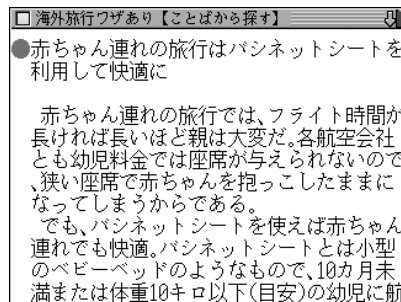 海外旅行ワザあり【ことばから探す】
●赤ちゃん連れの旅行はバシネットシートを
利用して快適に
赤ちゃん連れの旅行では、フライト時間が
長ければ長いほど親は大変だ。各航空会社
とも幼児料金では座席が与えられないので
、狭い座席で赤ちゃんを抱っこしたままに
なってしまうからである。
でも、バシネットシートを使えば赤ちゃん
連れでも快適。バシネットシートとは小型
のベビーベッドのようなもので、10カ月未
満または体重10キロ以下(目安)の幼児に航